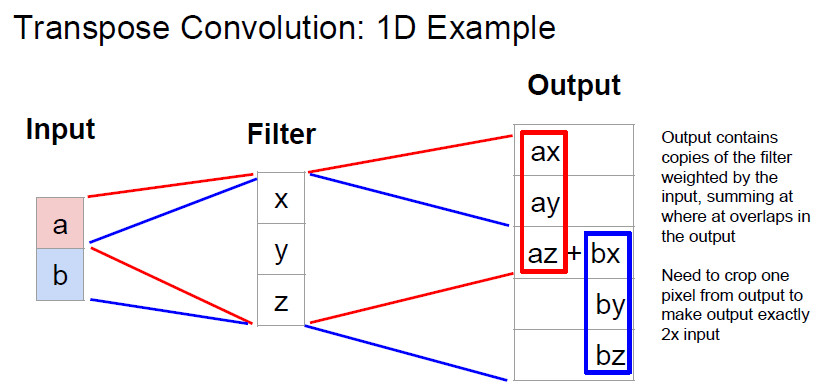 Transpose Convolution: 1D Example
Input
Filter
Output
a
b
x
y
z
ax
ay
az + bx
by
bz
Output contains
copies of the filter
weighted by the
input, summing at
where at overlaps in
the output
Need to crop one
pixel from output to
make output exactly
2x input